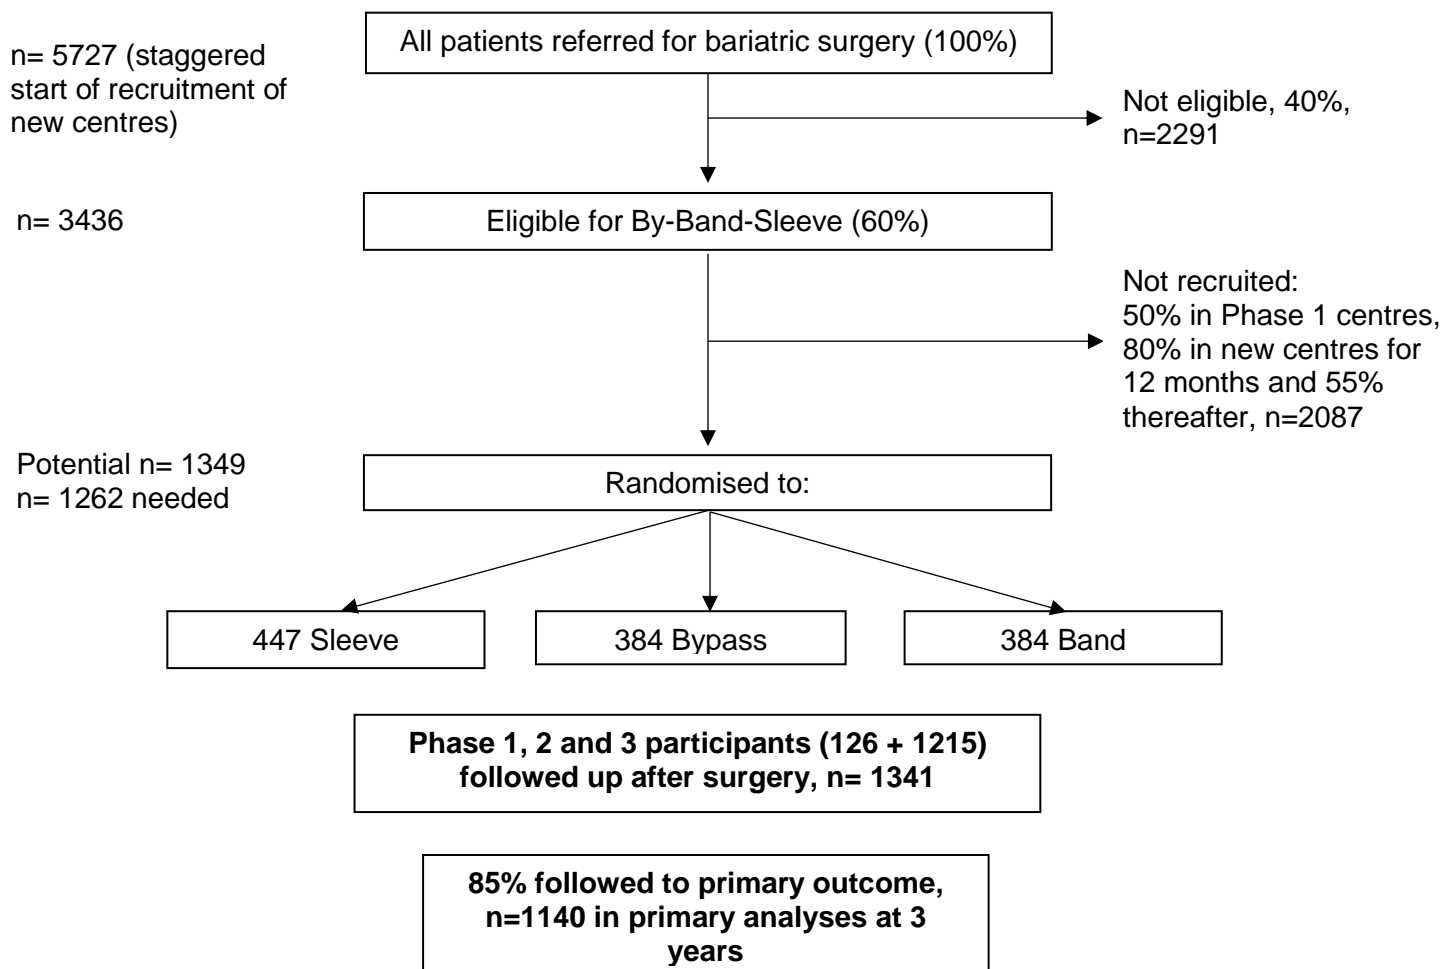 All patients referred for bariatric surgery (100%)
n= 5727 (staggered
start of recruitment of
new centres)
Not eligible, 40%,
n=2291
n= 3436
Eligible for By-Band-Sleeve (60%)
Not recruited:
50% in Phase 1 centres,
80% in new centres for
12 months and 55%
thereafter, n=2087
Potential n= 1349
n= 1262 needed
Randomised to:
447 Sleeve
384 Bypass
384 Band
Phase 1, 2 and 3 participants (126 + 1215)
followed up after surgery, n= 1341
85% followed to primary outcome,
n=1140 in primary analyses at 3
years